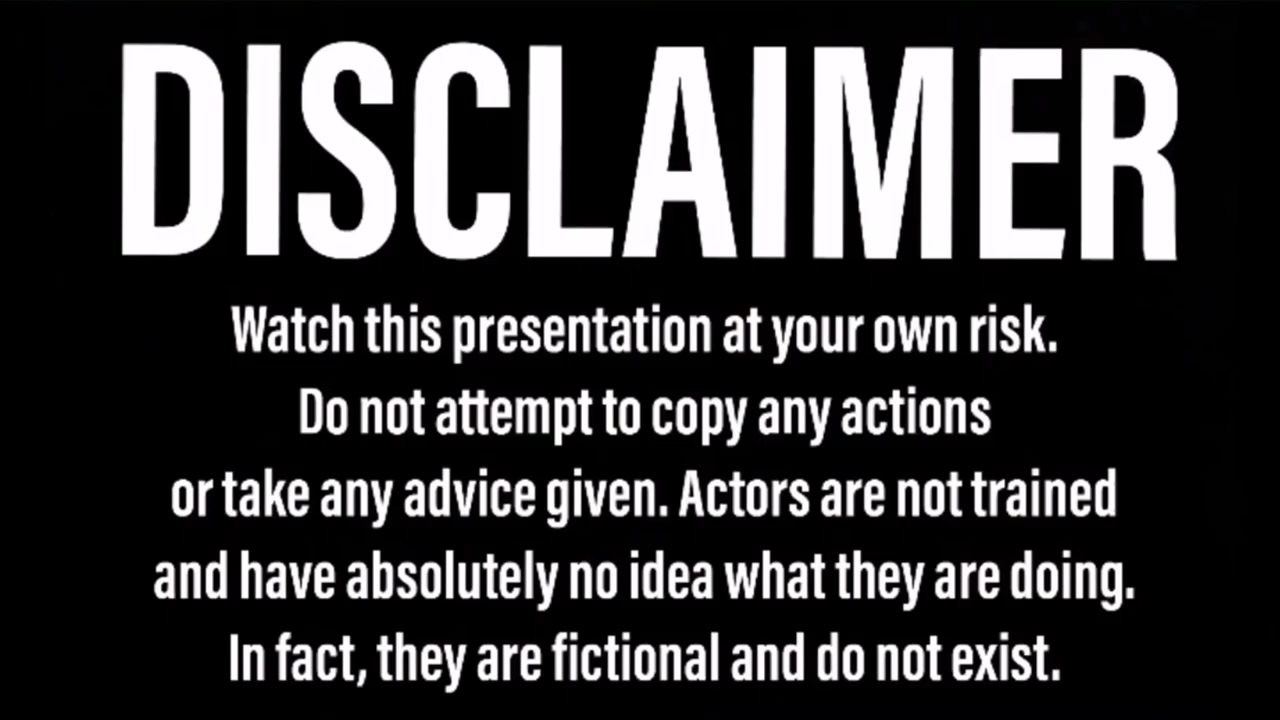 DISCLAIMER
Watch this presentation at your own risk.
Do not attempt to copy any actions
or take any advice given. Actors are not trained
and have absolutely no idea what they are doing.
In fact, they are fictional and do not exist.